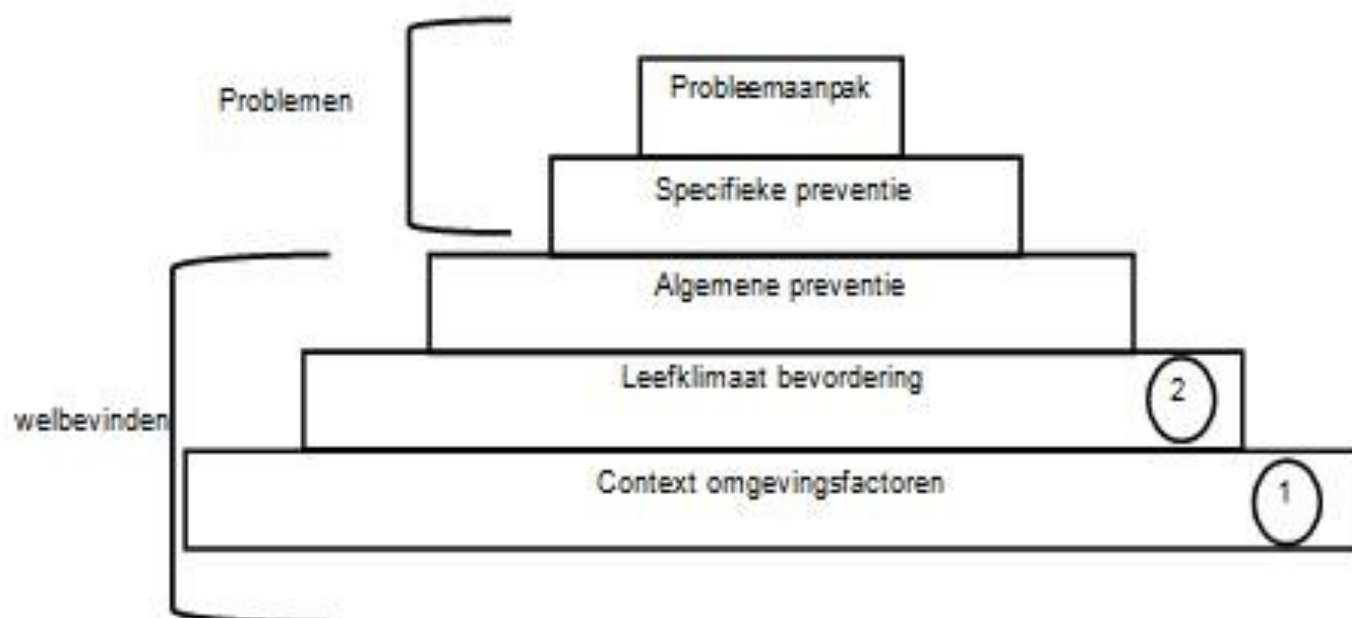 Problemen
Probleemaanpak
Specifieke preventie
Algemene preventie
Leefklimaat bevordering
2
welbevinden
Context omgevingsfactoren
1